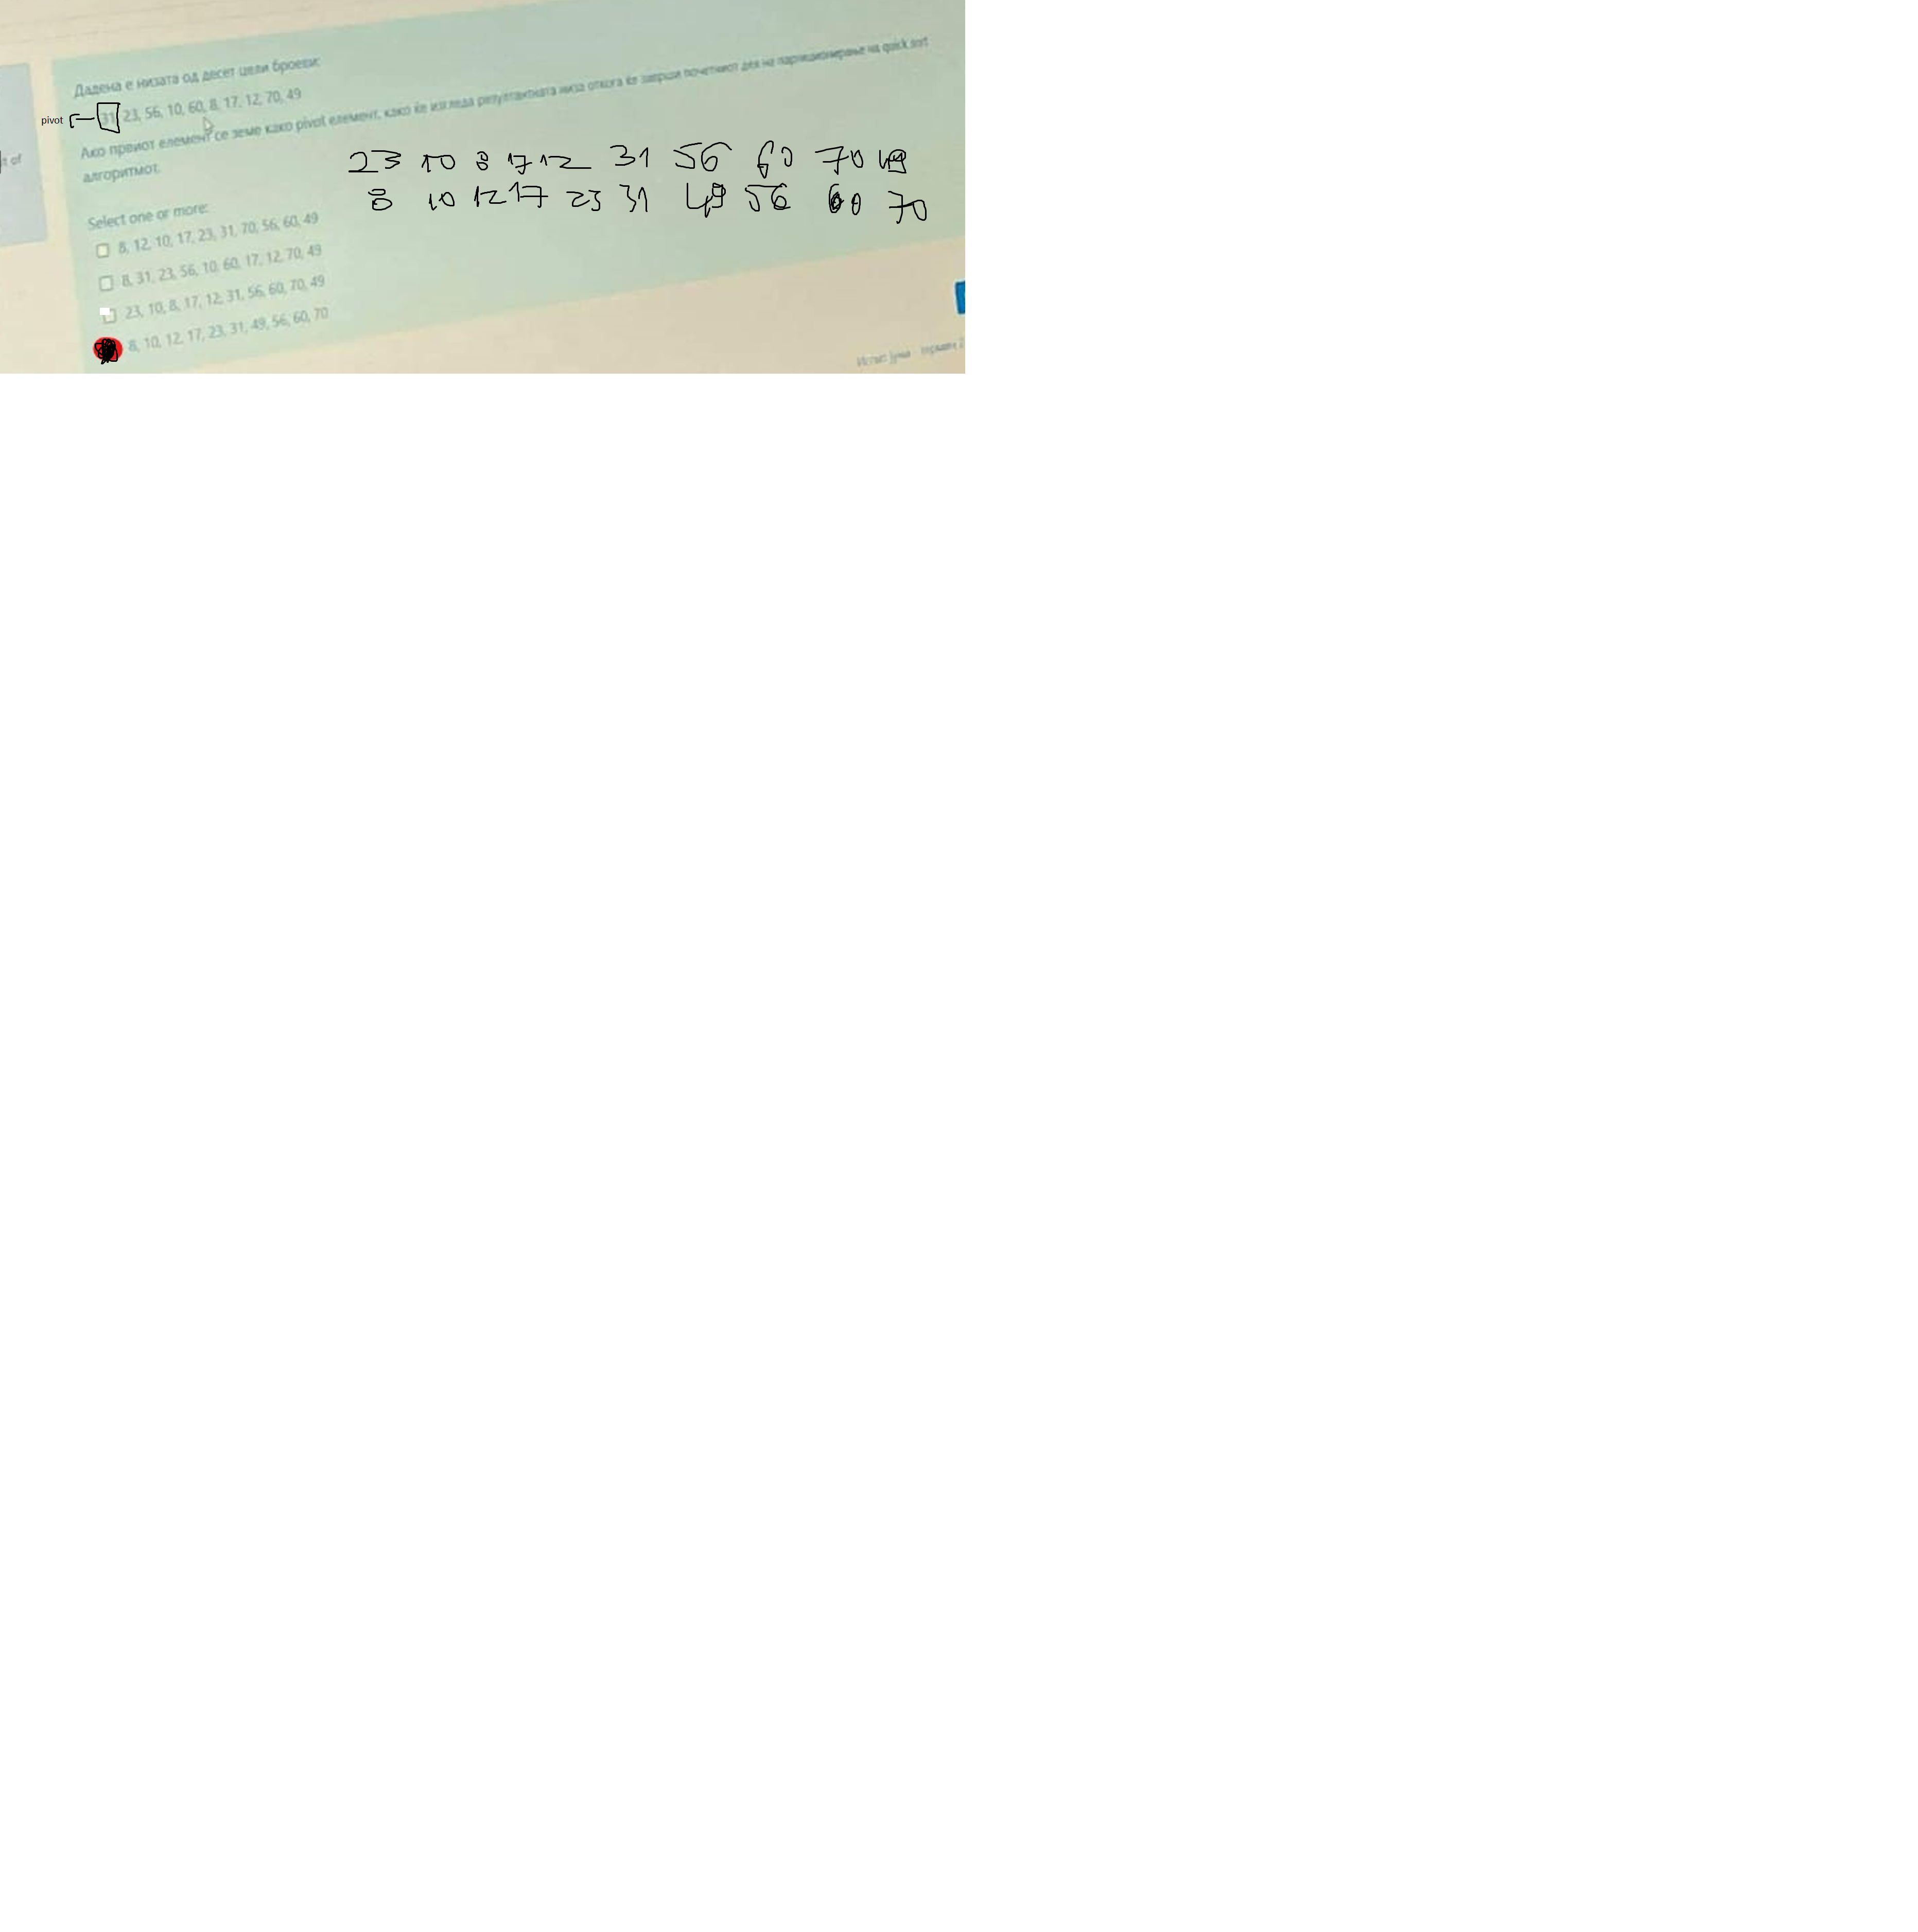 Дадена е низата од десет цели броеви:
pivot 31, 23, 56, 10, 60, 8, 17, 12, 70, 49
Ако првиот елемент се земе како pivot елемент, како ќе изгледа резултантната низа откога ќе заврши почетниот дел на партиционирање на quick sort
алгоритмот.
t of
23 10 8 17 12 31 56 60 70 49
8 10 12 17 23 31 49 56 60 70
Select one or more:
8, 12, 10, 17, 23, 31, 70, 56, 60, 49
8, 31, 23, 56, 10, 60, 17, 12, 70, 49
23, 10, 8, 17, 12, 31, 56, 60, 70, 49
8, 10, 12, 17, 23, 31, 49, 56, 60, 70